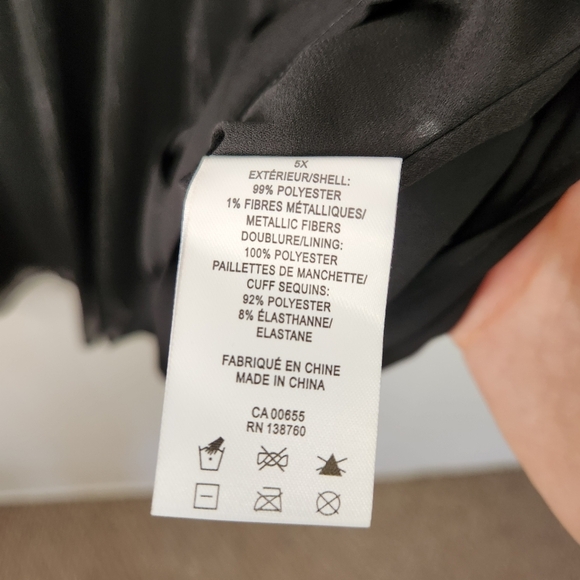 5X
EXTÉRIEUR/SHELL:
99% POLYESTER
1% FIBRES MÉTALLIQUES/
METALLIC FIBERS
DOUBLURE/LINING:
100% POLYESTER
PAILLETTES DE MANCHETTE/
CUFF SEQUINS:
92% POLYESTER
8% ÉLASTHANNE/
ELASTANE
FABRIQUÉ EN CHINE
MADE IN CHINA
CA 00655
RN 138760